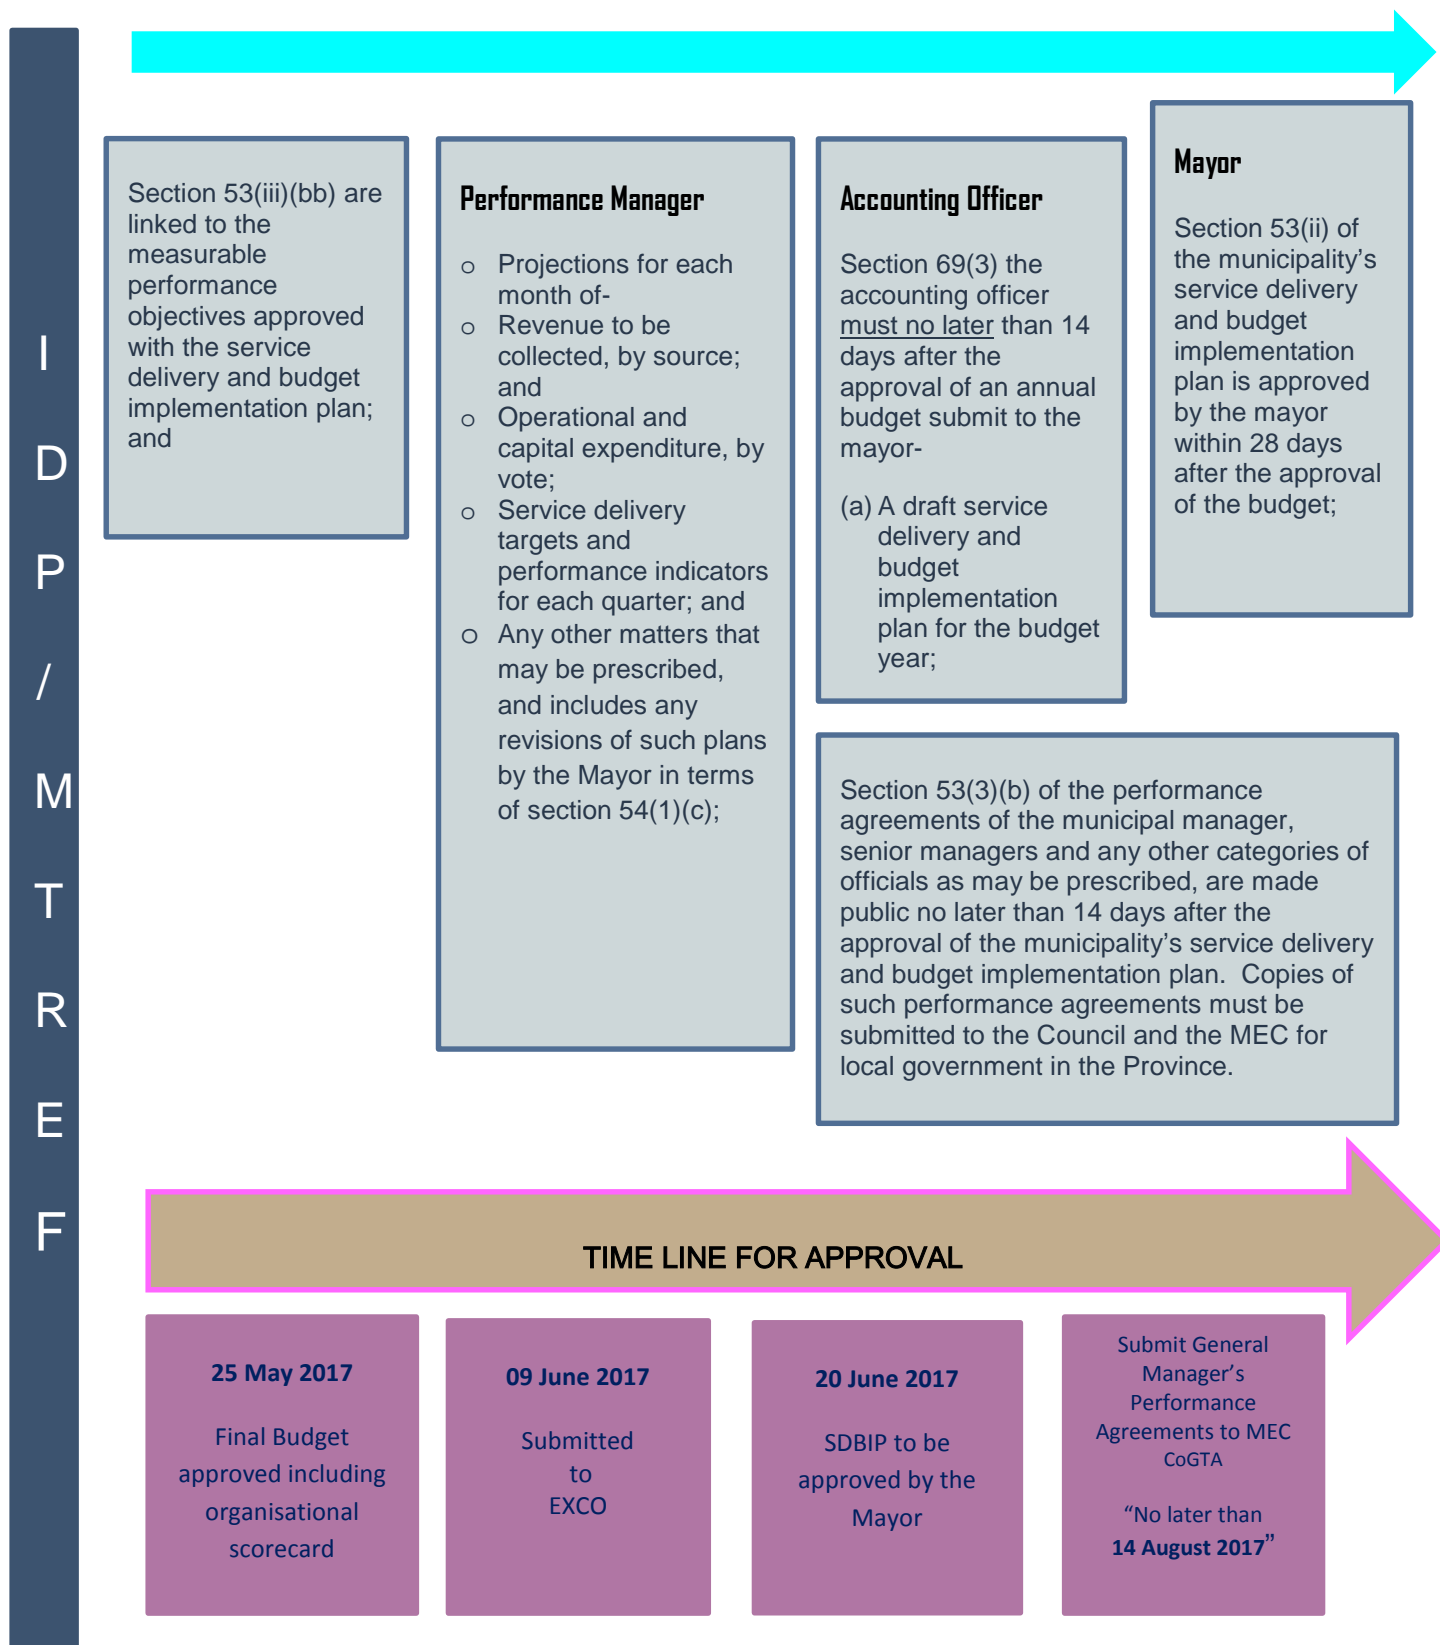 I
D
P
/
M
T
R
E
F
Section 53(iii)(bb) are
linked to the
measurable
performance
objectives approved
with the service
delivery and budget
implementation plan;
and
Performance Manager
o Projections for each
month of-
o Revenue to be
collected, by source;
and
o Operational and
capital expenditure, by
vote;
o Service delivery
targets and
performance indicators
for each quarter; and
o Any other matters that
may be prescribed,
and includes any
revisions of such plans
by the Mayor in terms
of section 54(1)(c);
Accounting Officer
Section 69(3) the
accounting officer
must no later than 14
days after the
approval of an annual
budget submit to the
mayor-
(a) A draft service
delivery and
budget
implementation
plan for the budget
year;
Mayor
Section 53(ii) of
the municipality’s
service delivery
and budget
implementation
plan is approved
by the mayor
within 28 days
after the approval
of the budget;
Section 53(3)(b) of the performance
agreements of the municipal manager,
senior managers and any other categories of
officials as may be prescribed, are made
public no later than 14 days after the
approval of the municipality’s service delivery
and budget implementation plan.  Copies of
such performance agreements must be
submitted to the Council and the MEC for
local government in the Province.
TIME LINE FOR APPROVAL
25 May 2017
Final Budget
approved including
organisational
scorecard
09 June 2017
Submitted
to
EXCO
20 June 2017
SDBIP to be
approved by the
Mayor
Submit General
Manager’s
Performance
Agreements to MEC
CoGTA
“No later than
14 August 2017”